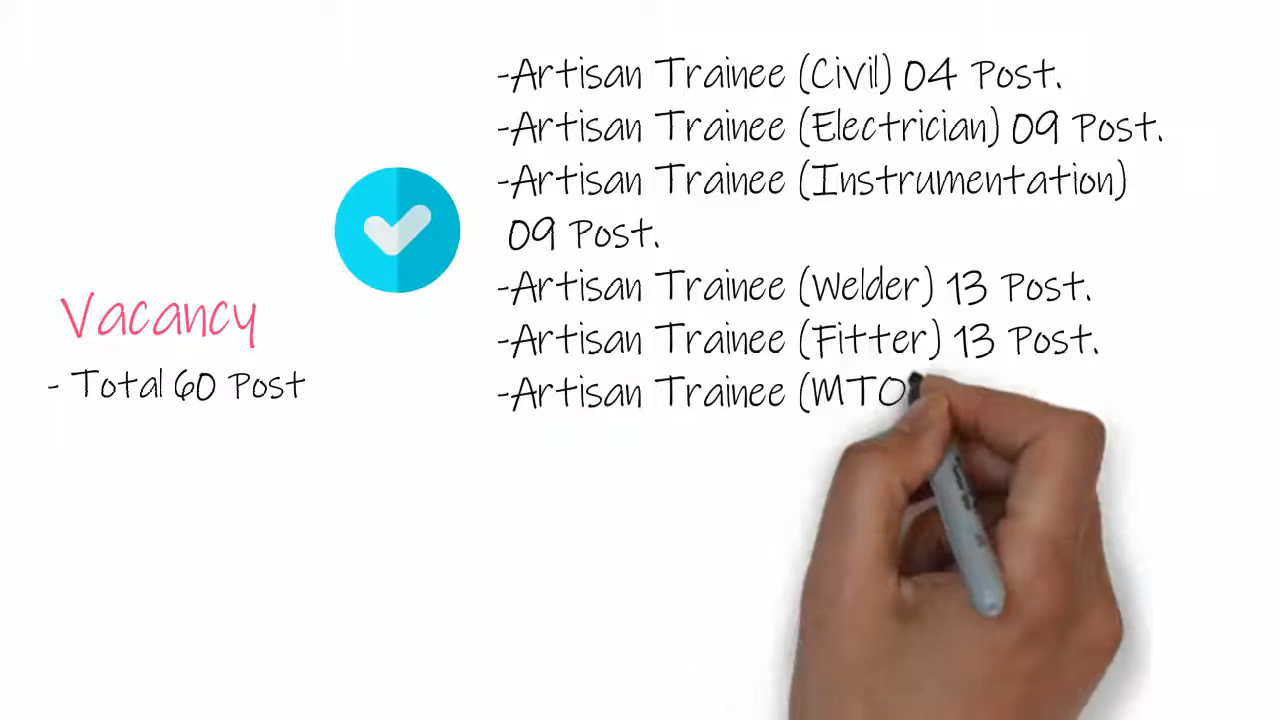 Vacancy
- Total 60 Post
-Artisan Trainee (Civil) 04 Post.
-Artisan Trainee (Electrician) 09 Post.
-Artisan Trainee (Instrumentation)
09 Post.
-Artisan Trainee (Welder) 13 Post.
-Artisan Trainee (Fitter) 13 Post.
-Artisan Trainee (MTO